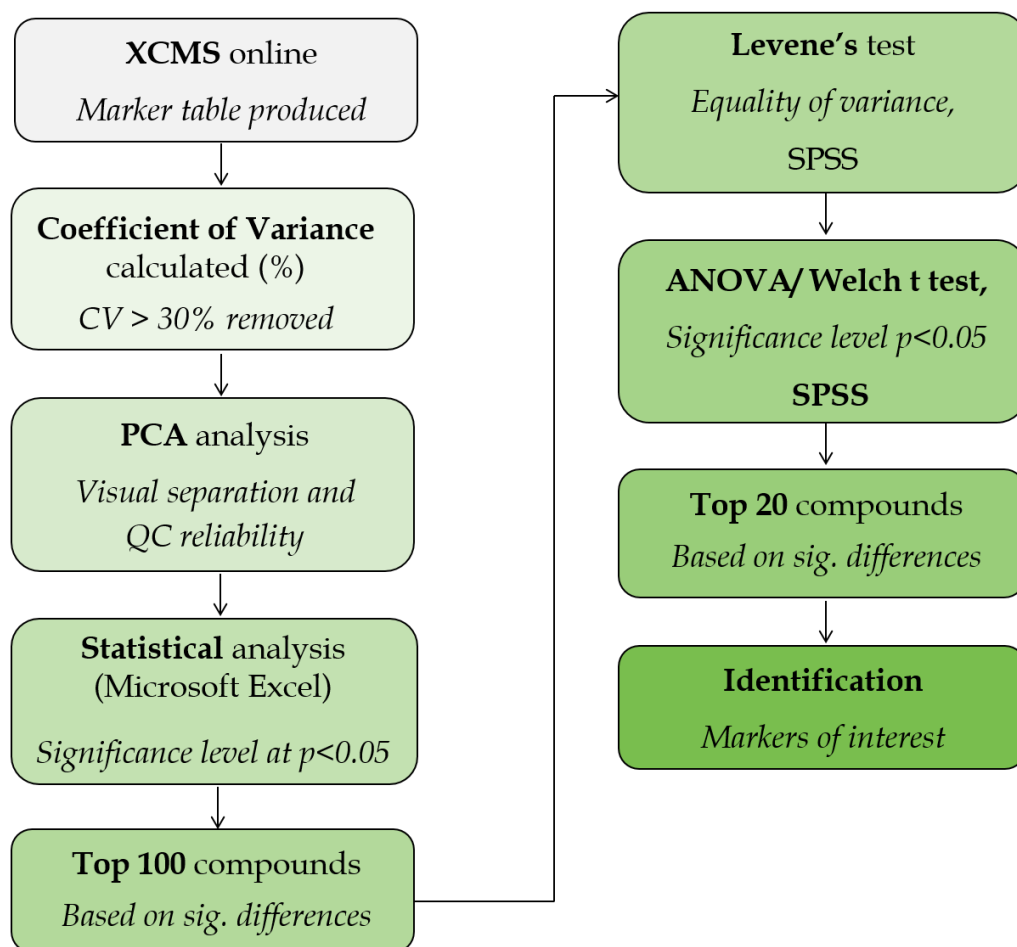 XCMS online
Marker table produced
Coefficient of Variance
calculated (%)
CV > 30% removed
PCA analysis
Visual separation and
QC reliability
Statistical analysis
(Microsoft Excel)
Significance level at p<0.05
Top 100 compounds
Based on sig. differences
Levene’s test
Equality of variance,
SPSS
ANOVA/ Welch t test,
Significance level p<0.05
SPSS
Top 20 compounds
Based on sig. differences
Identification
Markers of interest